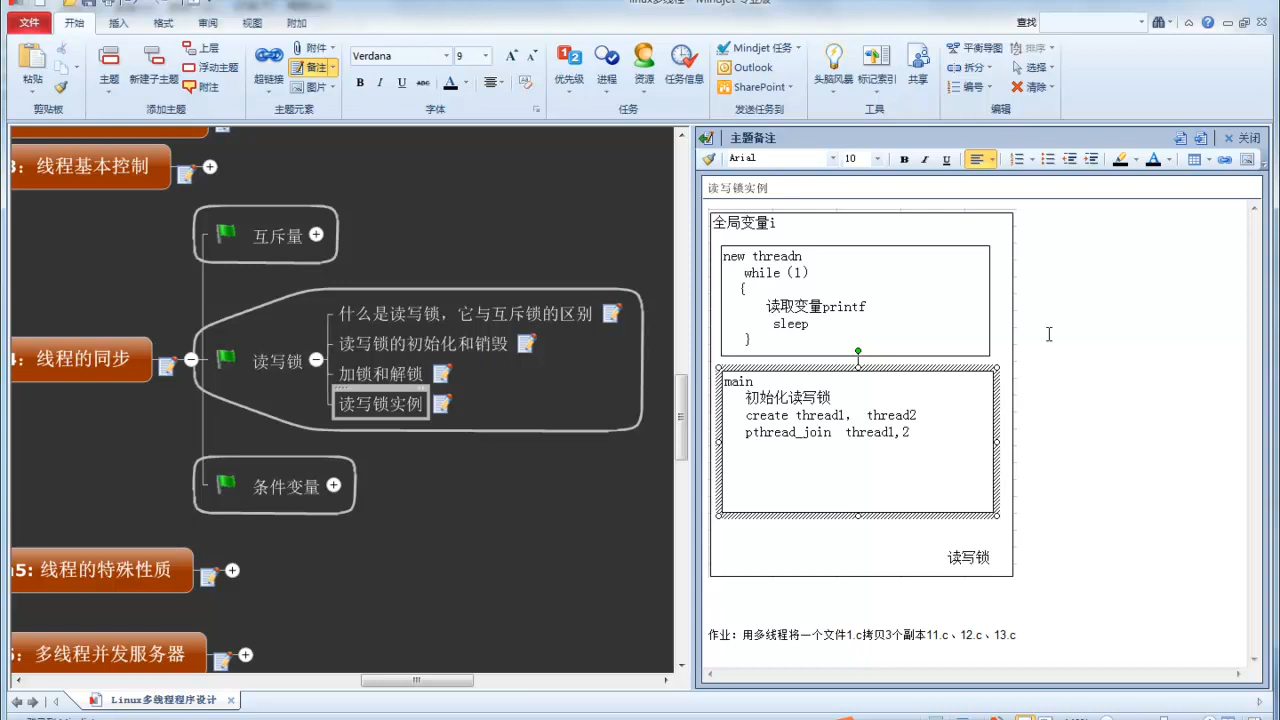 文件 开始 插入 格式 审阅 视图 附加 查找
粘贴
剪贴板
主题 新建子主题 上层 浮动主题 附注
添加主题
超链接 附件 备注 图片
主题元素
Verdana 9
B I U abc A
字体
优先级 进程 资源 任务信息
任务
Mindjet 任务
Outlook
SharePoint
发送任务到
头脑风暴 标记索引 共享
工具
平衡导图 排序
拆分 选择
编号 清除
编辑
3: 线程基本控制
互斥量
4: 线程的同步
读写锁
什么是读写锁，它与互斥锁的区别
读写锁的初始化和销毁
加锁和解锁
读写锁实例
条件变量
5: 线程的特殊性质
多线程并发服务器
Linux多线程程序设计
主题备注 关闭
Arial 10 B I U A
读写锁实例
全局变量i
new threadn
while（1）
{
读取变量printf
sleep
}
main
初始化读写锁
create thread1， thread2
pthread_join thread1,2
读写锁
作业：用多线程将一个文件1.c拷贝3个副本11.c、12.c、13.c